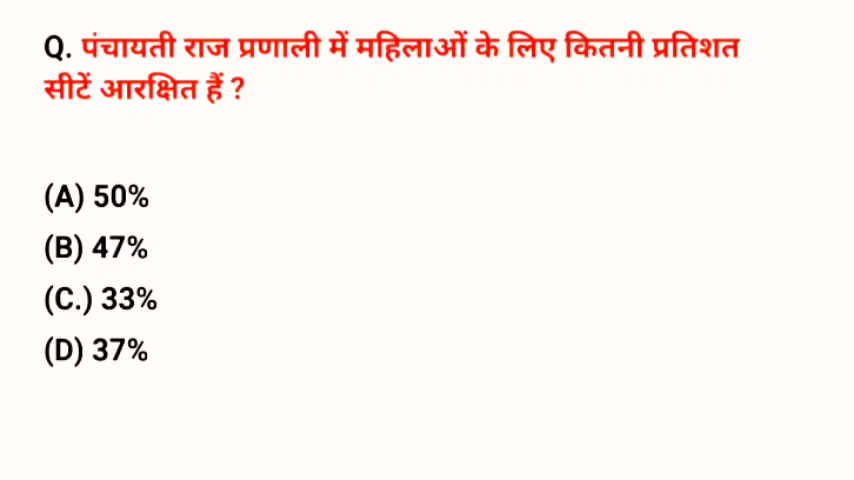 Q. पंचायती राज प्रणाली में महिलाओं के लिए कितनी प्रतिशत
सीटें आरक्षित हैं ?
(A) 50%
(B) 47%
(C.) 33%
(D) 37%